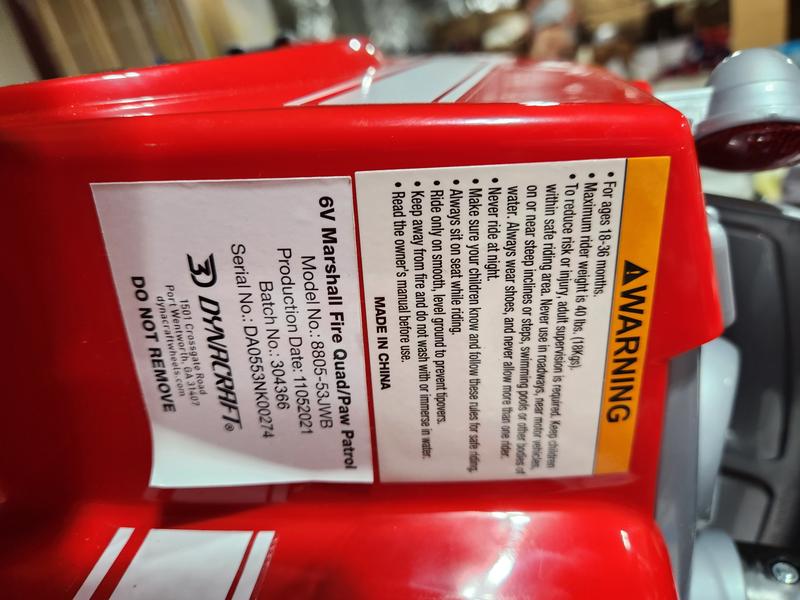 ⚠WARNING
• For ages 18-36 months.
• Maximum rider weight is 40 lbs. (18Kgs).
• To reduce risk or injury, adult supervision is required. Keep children
within safe riding area. Never use in roadways, near motor vehicles,
on or near steep inclines or steps, swimming pools or other bodies of
water. Always wear shoes, and never allow more than one rider.
• Never ride at night.
• Make sure your children know and follow these rules for safe riding.
• Always sit on seat while riding.
• Ride only on smooth, level ground to prevent tipovers.
• Keep away from fire and do not wash with or immerse in water.
• Read the owner's manual before use.
MADE IN CHINA
6V Marshall Fire Quad/Paw Patrol
Model No.: 8805-53JWB
Production Date: 11052021
Batch No.: 304366
Serial No.: DA0553NK00274
DYNACRAFT®
1501 Crossgate Road
Port Wentworth, GA 31407
dynacraftwheels.com
DO NOT REMOVE